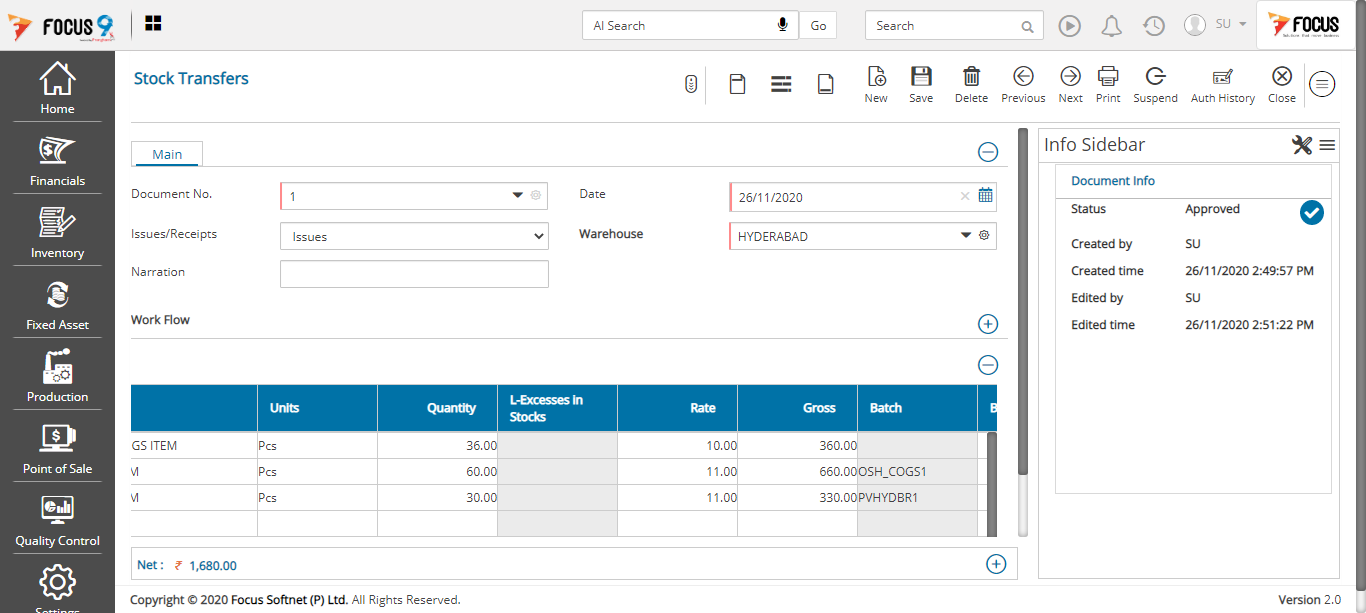 FOCUS 9
AI Search
Go
Search
SU
FOCUS
Home
Financials
Inventory
Fixed Asset
Production
Point of Sale
Quality Control
Settings
Stock Transfers
New
Save
Delete
Previous
Next
Print
Suspend
Auth History
Close
Main
Document No.
1
Date
26/11/2020
Issues/Receipts
Issues
Warehouse
HYDERABAD
Narration
Work Flow
Units
Quantity
L-Excesses In
Stocks
Rate
Gross
Batch
B
GS ITEM Pcs 36.00 10.00 360.00
M Pcs 60.00 11.00 660.00 OSH_COGS1
M Pcs 30.00 11.00 330.00 PVHYDBR1
Net : ₹ 1,680.00
Info Sidebar
Document Info
Status Approved
Created by SU
Created time 26/11/2020 2:49:57 PM
Edited by SU
Edited time 26/11/2020 2:51:22 PM
Copyright © 2020 Focus Softnet (P) Ltd. All Rights Reserved.
Version 2.0